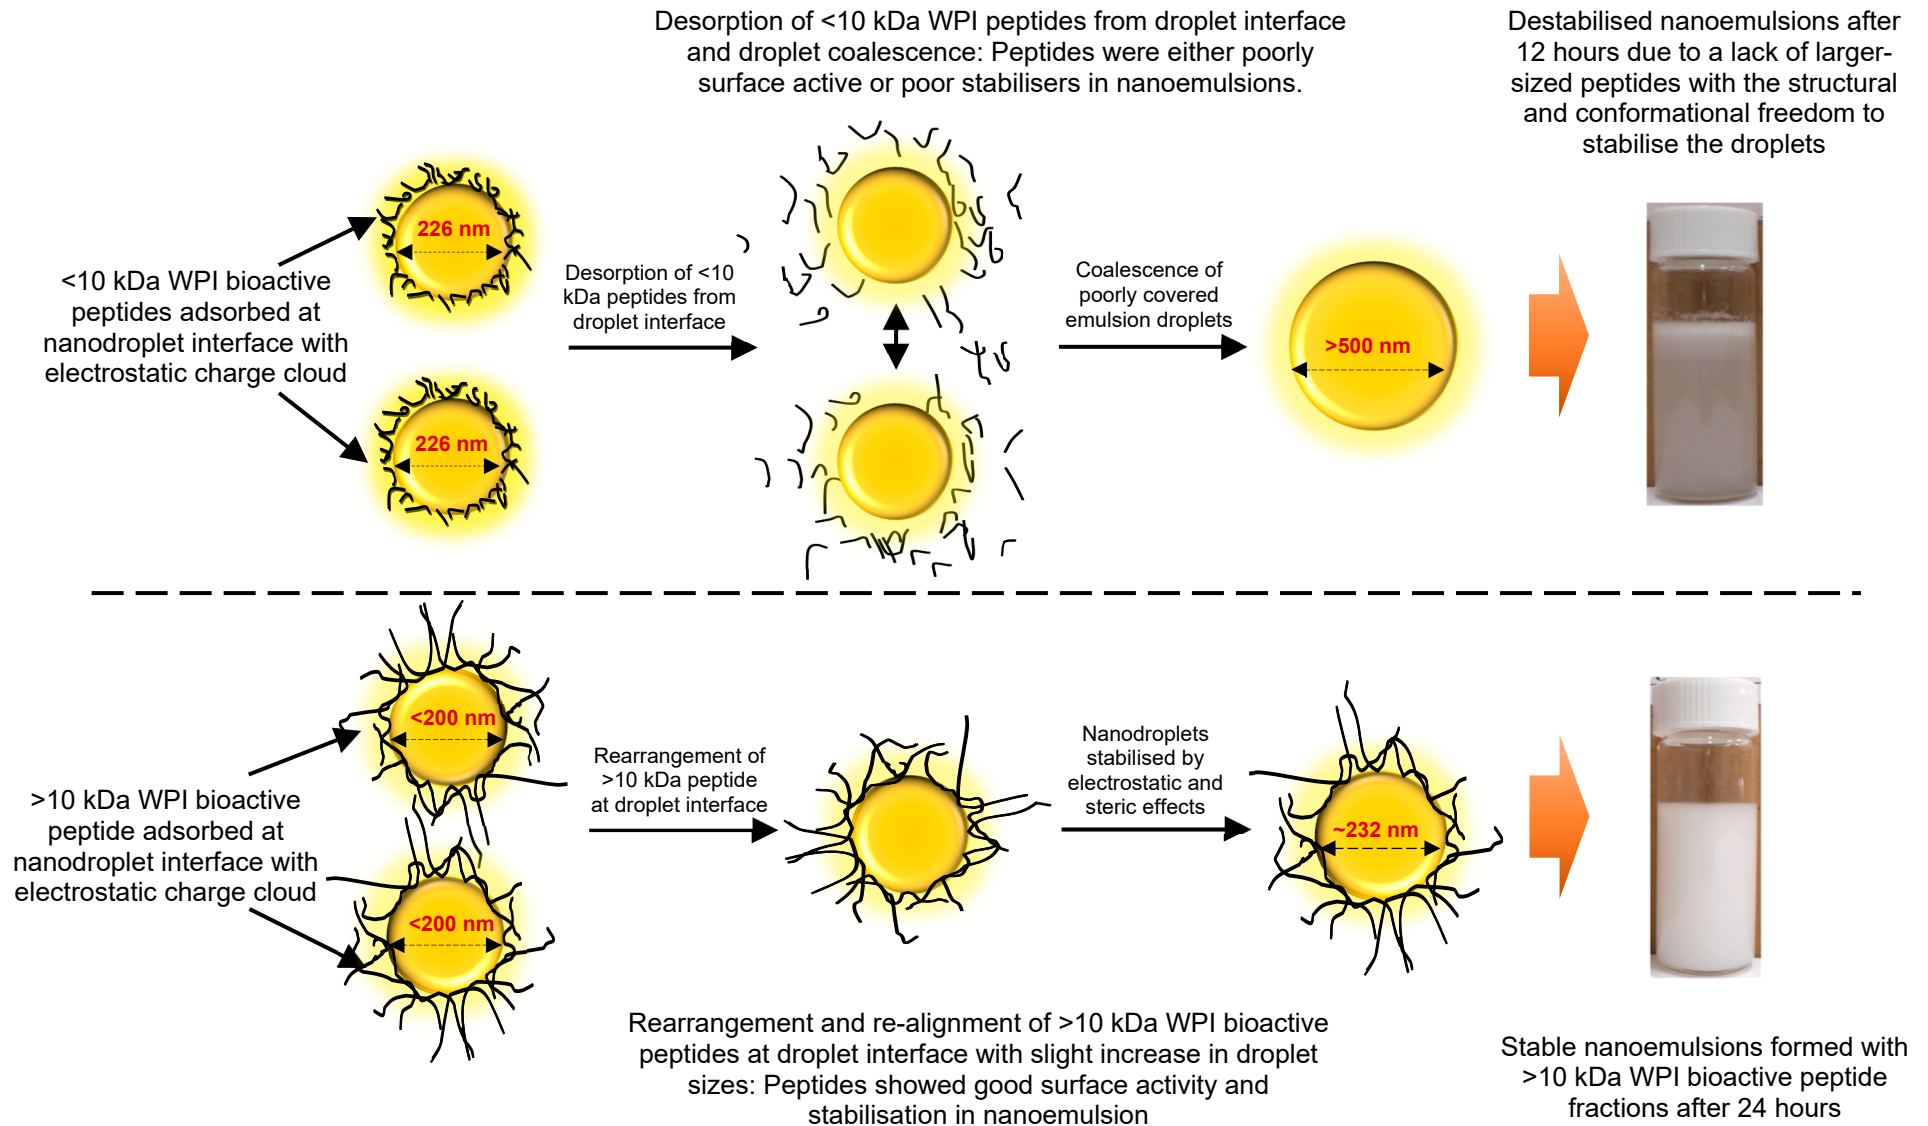 Desorption of <10 kDa WPI peptides from droplet interface
and droplet coalescence: Peptides were either poorly
surface active or poor stabilisers in nanoemulsions.
Destabilised nanoemulsions after
12 hours due to a lack of larger-
sized peptides with the structural
and conformational freedom to
stabilise the droplets
<10 kDa WPI bioactive
peptides adsorbed at
nanodroplet interface with
electrostatic charge cloud
226 nm
226 nm
Desorption of <10
kDa peptides from
droplet interface
Coalescence of
poorly covered
emulsion droplets
>500 nm
>10 kDa WPI bioactive
peptide adsorbed at
nanodroplet interface with
electrostatic charge cloud
<200 nm
<200 nm
Rearrangement of
>10 kDa peptide
at droplet interface
Nanodroplets
stabilised by
electrostatic and
steric effects
~232 nm
Rearrangement and re-alignment of >10 kDa WPI bioactive
peptides at droplet interface with slight increase in droplet
sizes: Peptides showed good surface activity and
stabilisation in nanoemulsion
Stable nanoemulsions formed with
>10 kDa WPI bioactive peptide
fractions after 24 hours